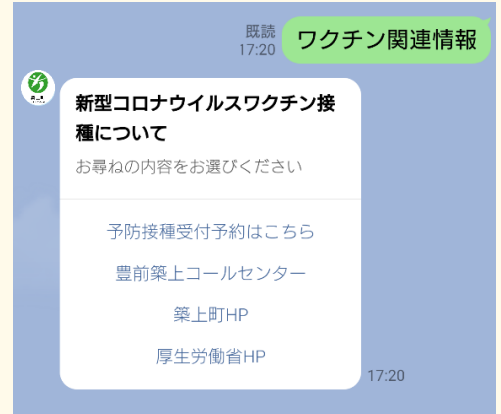 既読
17:20
ワクチン関連情報
新型コロナウイルスワクチン接
種について
お尋ねの内容をお選びください
予防接種受付予約はこちら
豊前築上コールセンター
築上町HP
厚生労働省HP
17:20